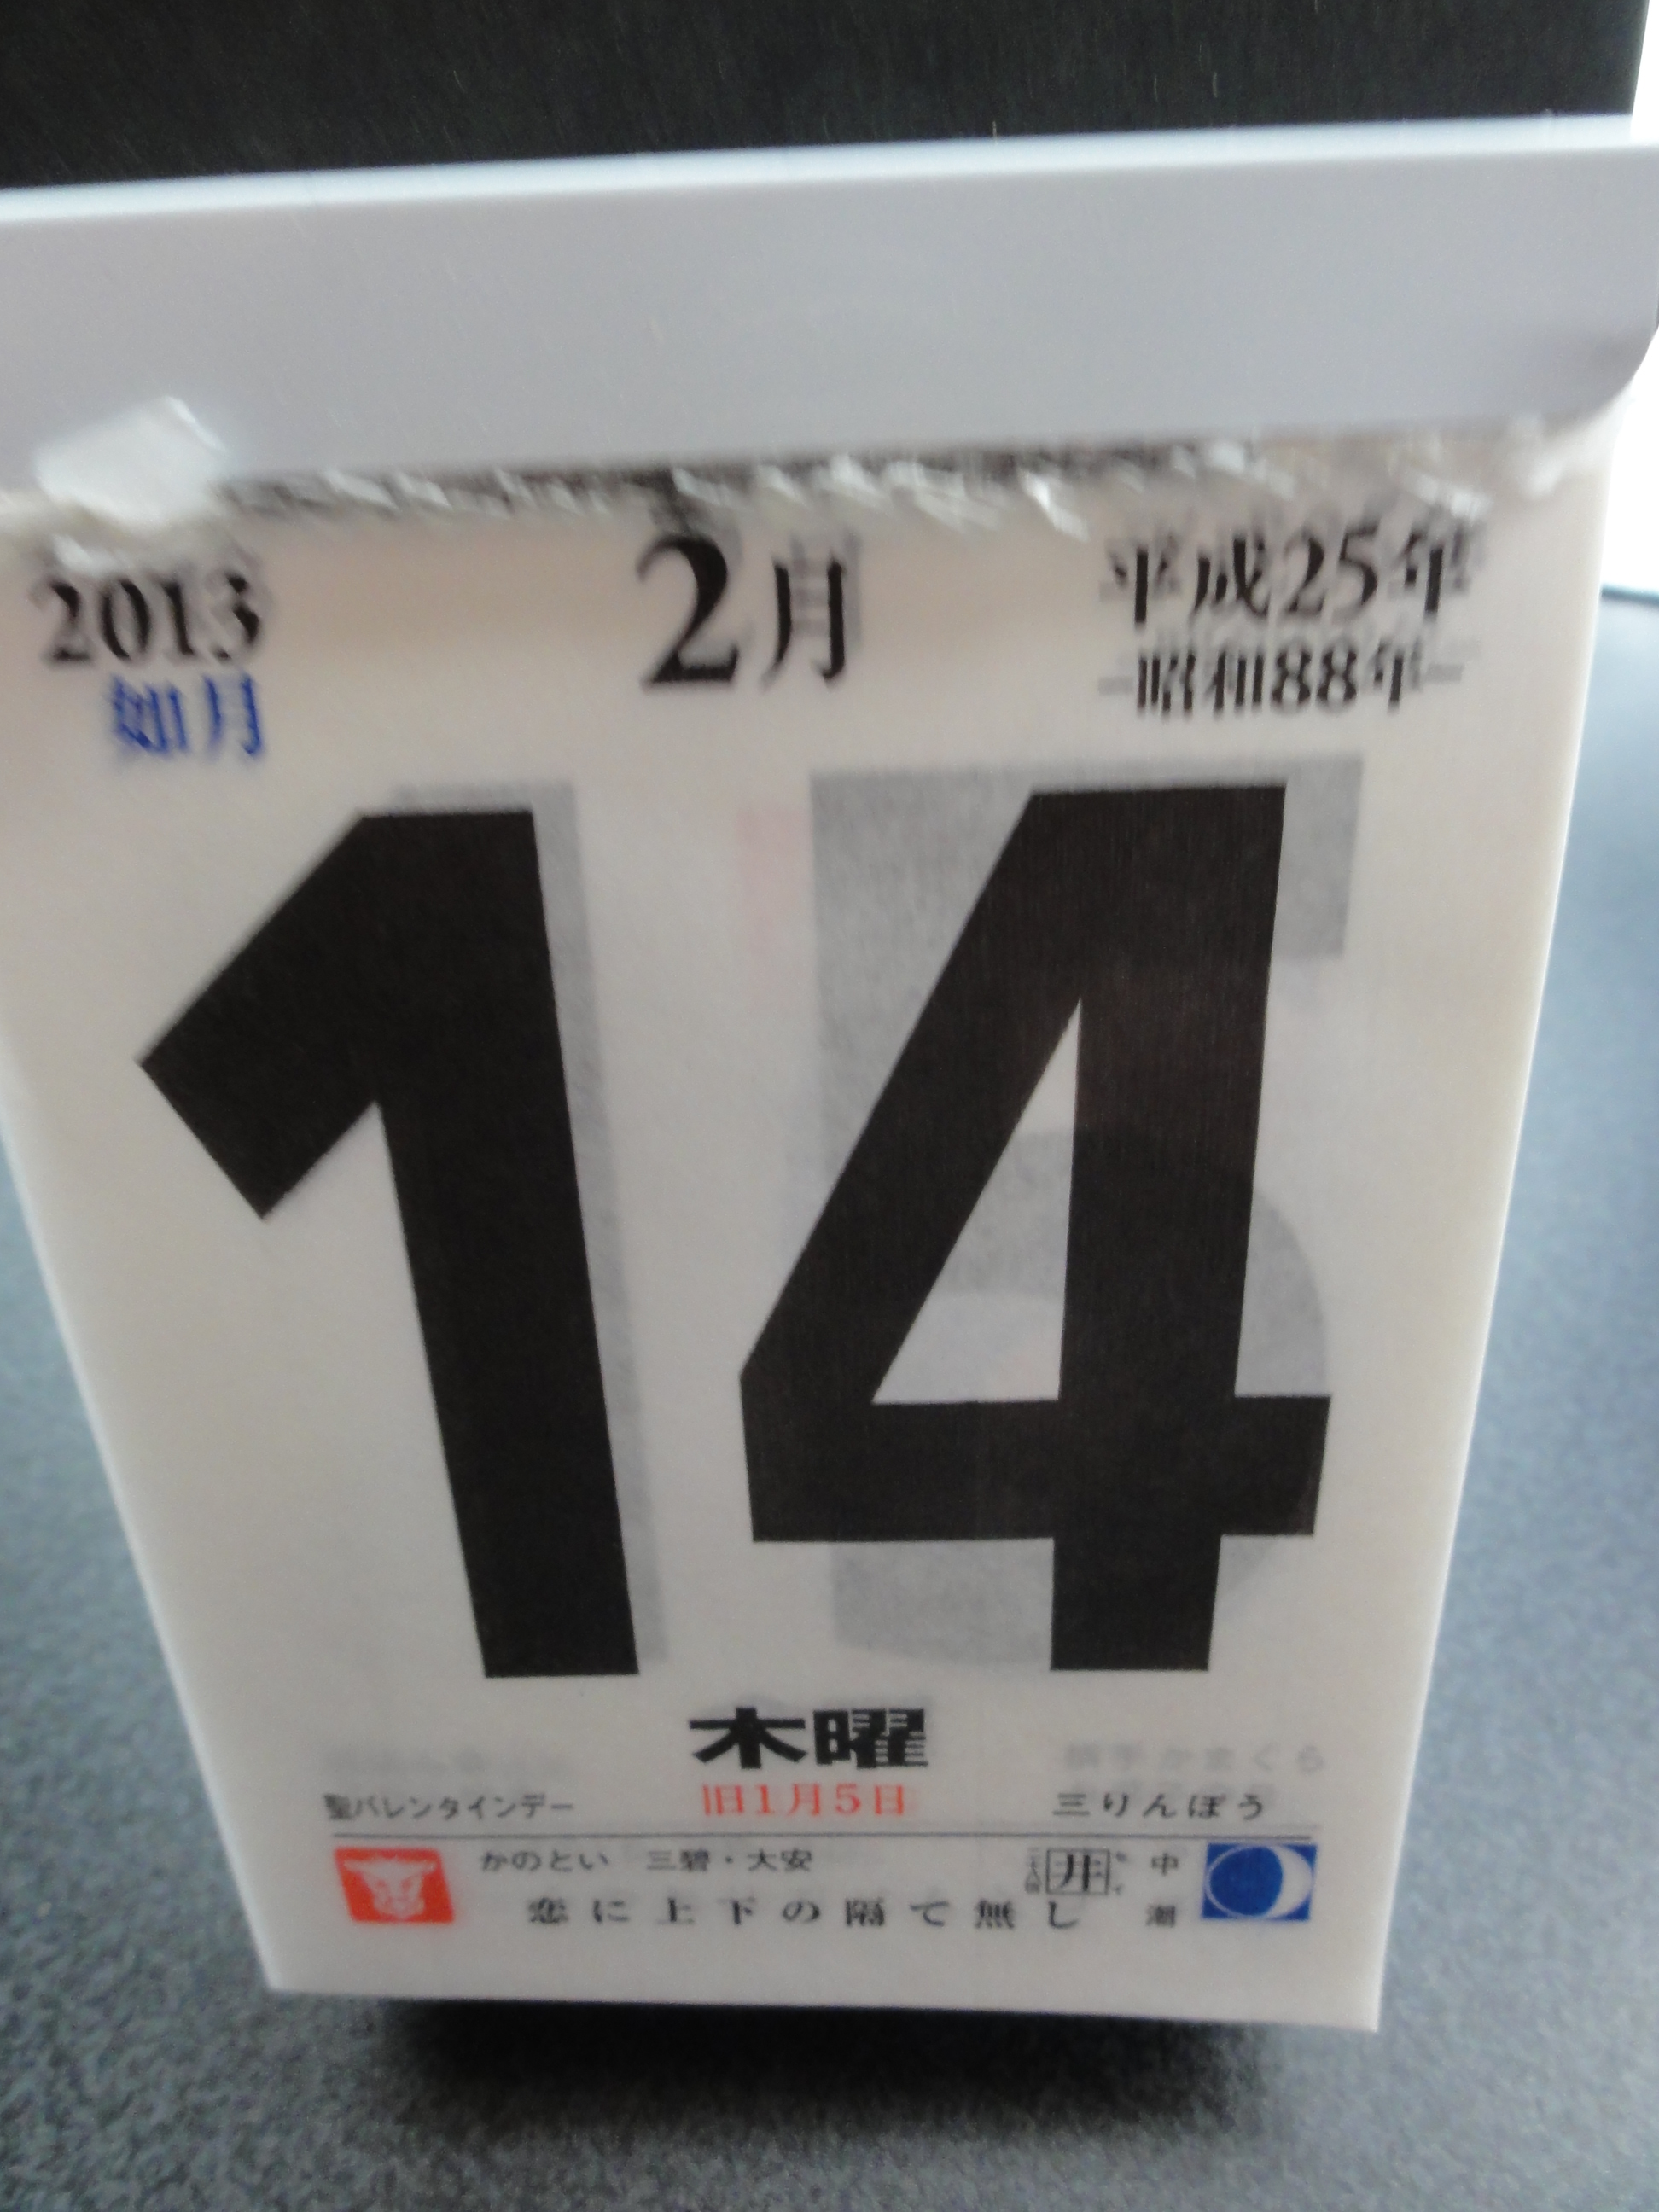 2013 2月 平成25年
如月 -昭和88年-
14
木曜
聖バレンタインデー 旧1月5日 三りんぼう
かのとい 三碧・大安 井 中潮
恋に上下の隔て無し